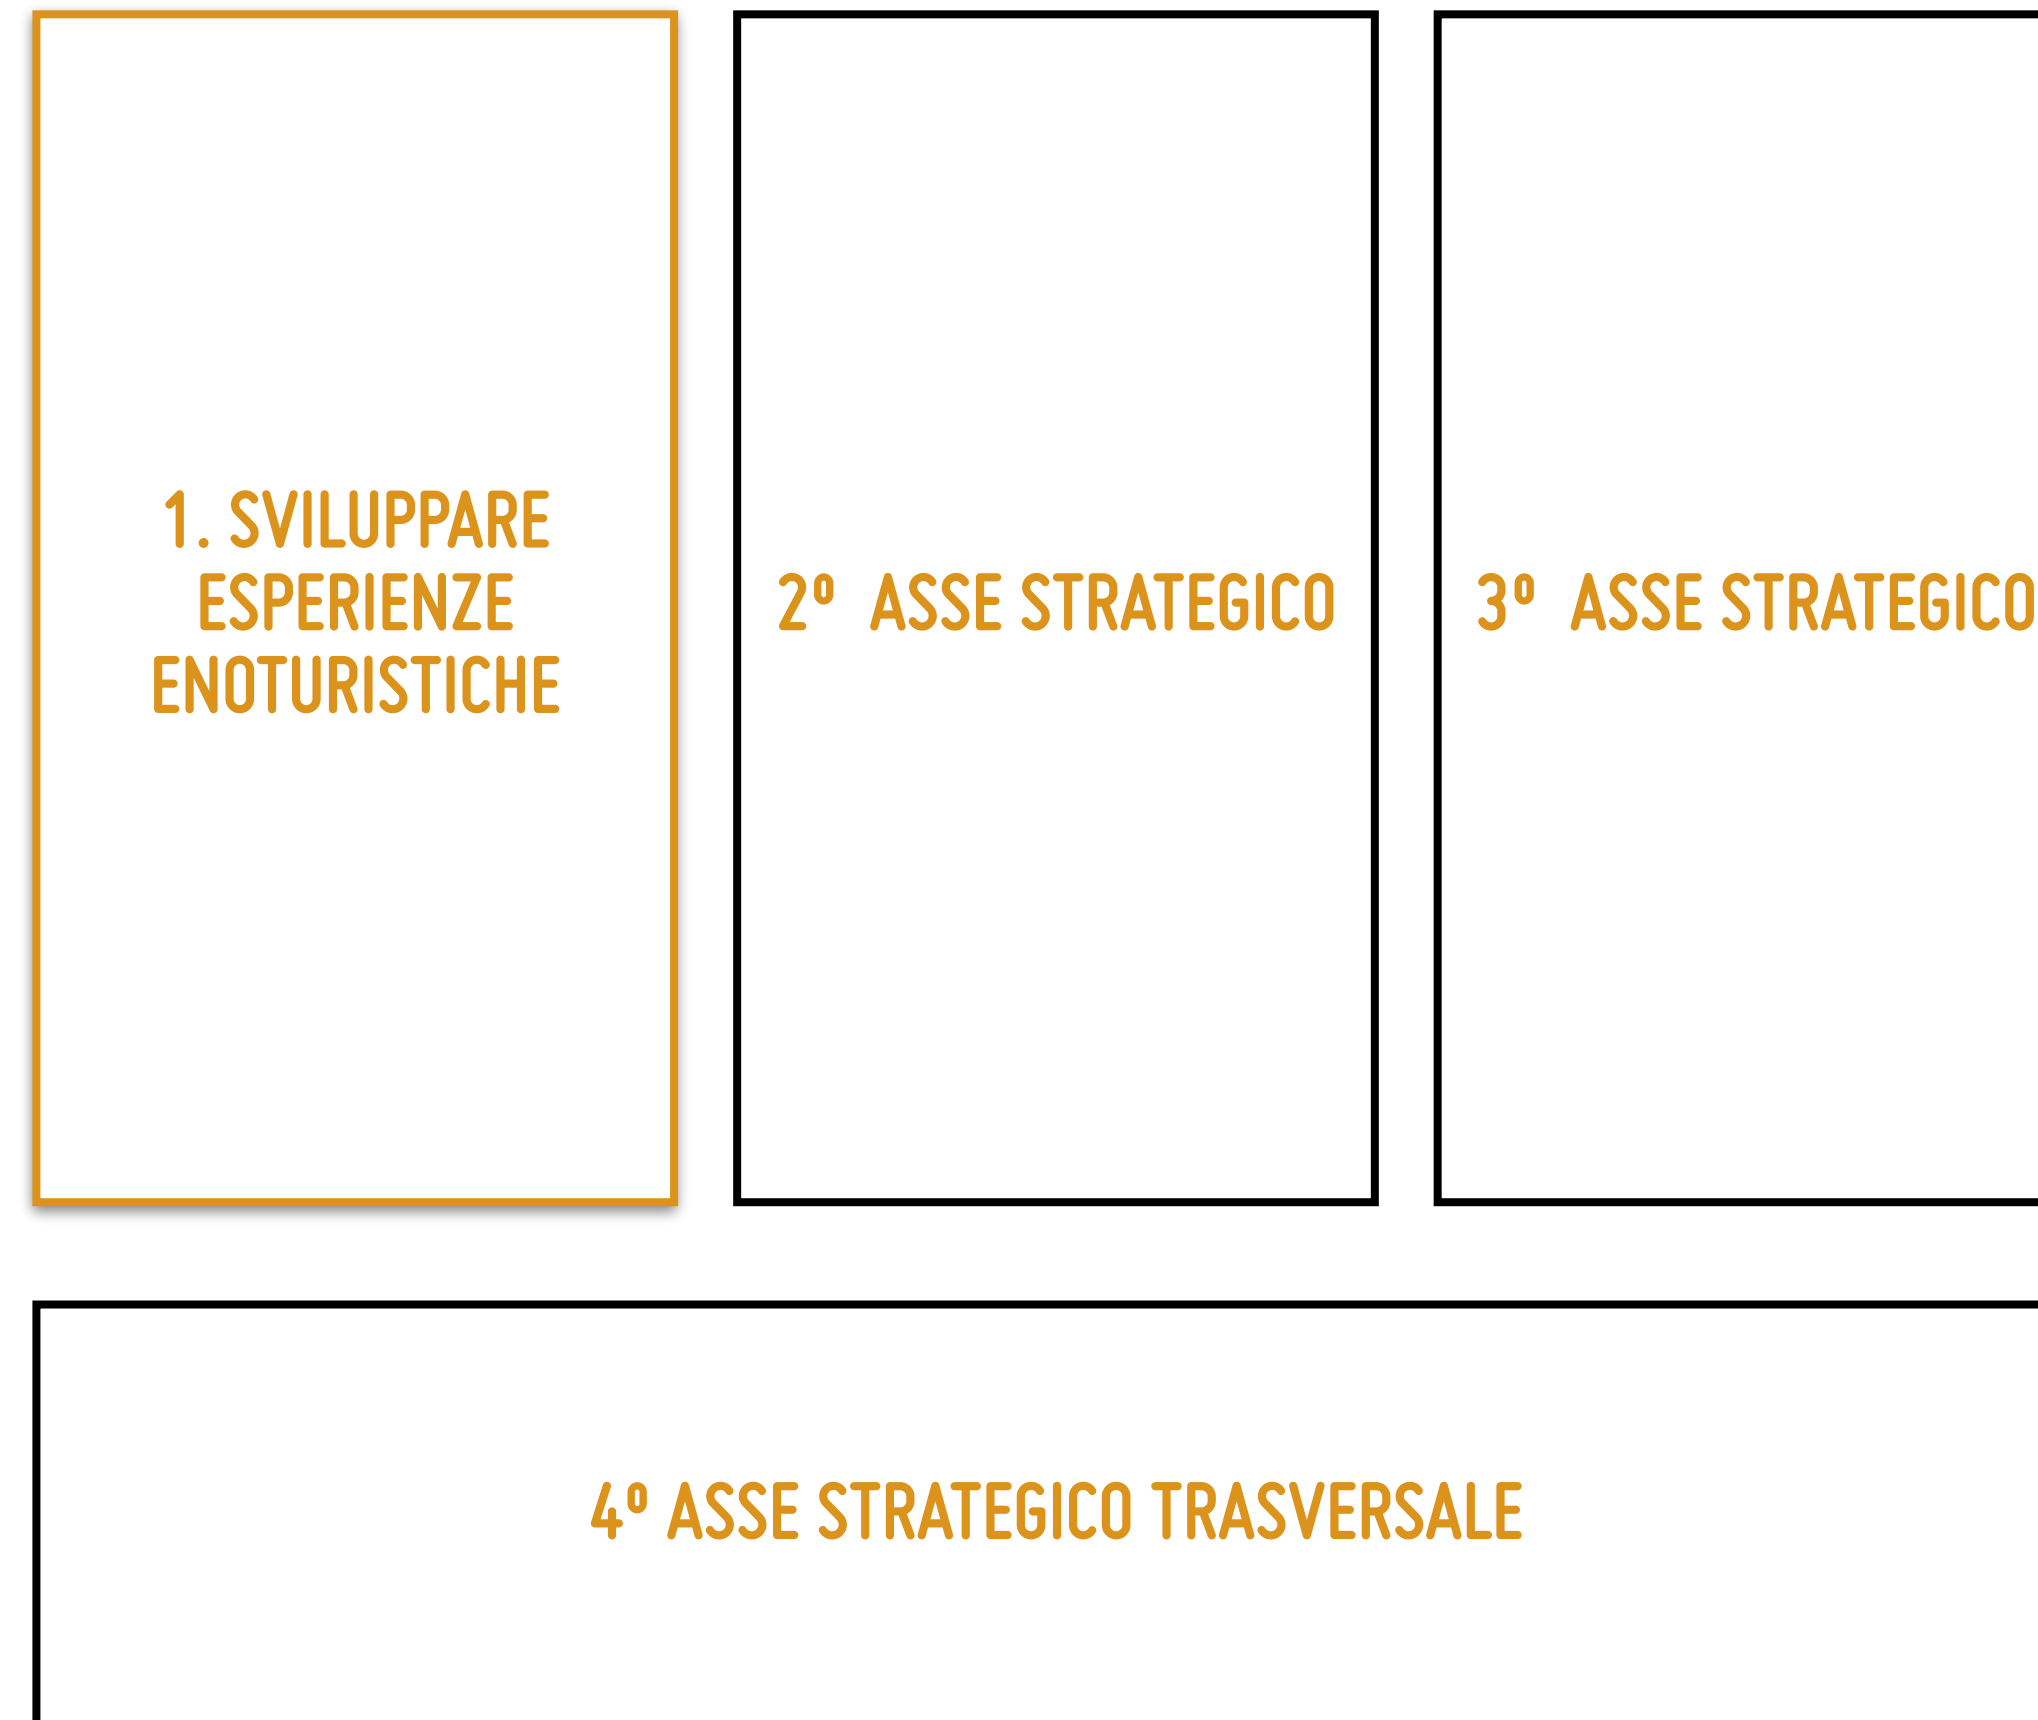 1. SVILUPPARE
ESPERIENZE
ENOTURISTICHE
2º ASSE STRATEGICO
3º ASSE STRATEGICO
4º ASSE STRATEGICO TRASVERSALE